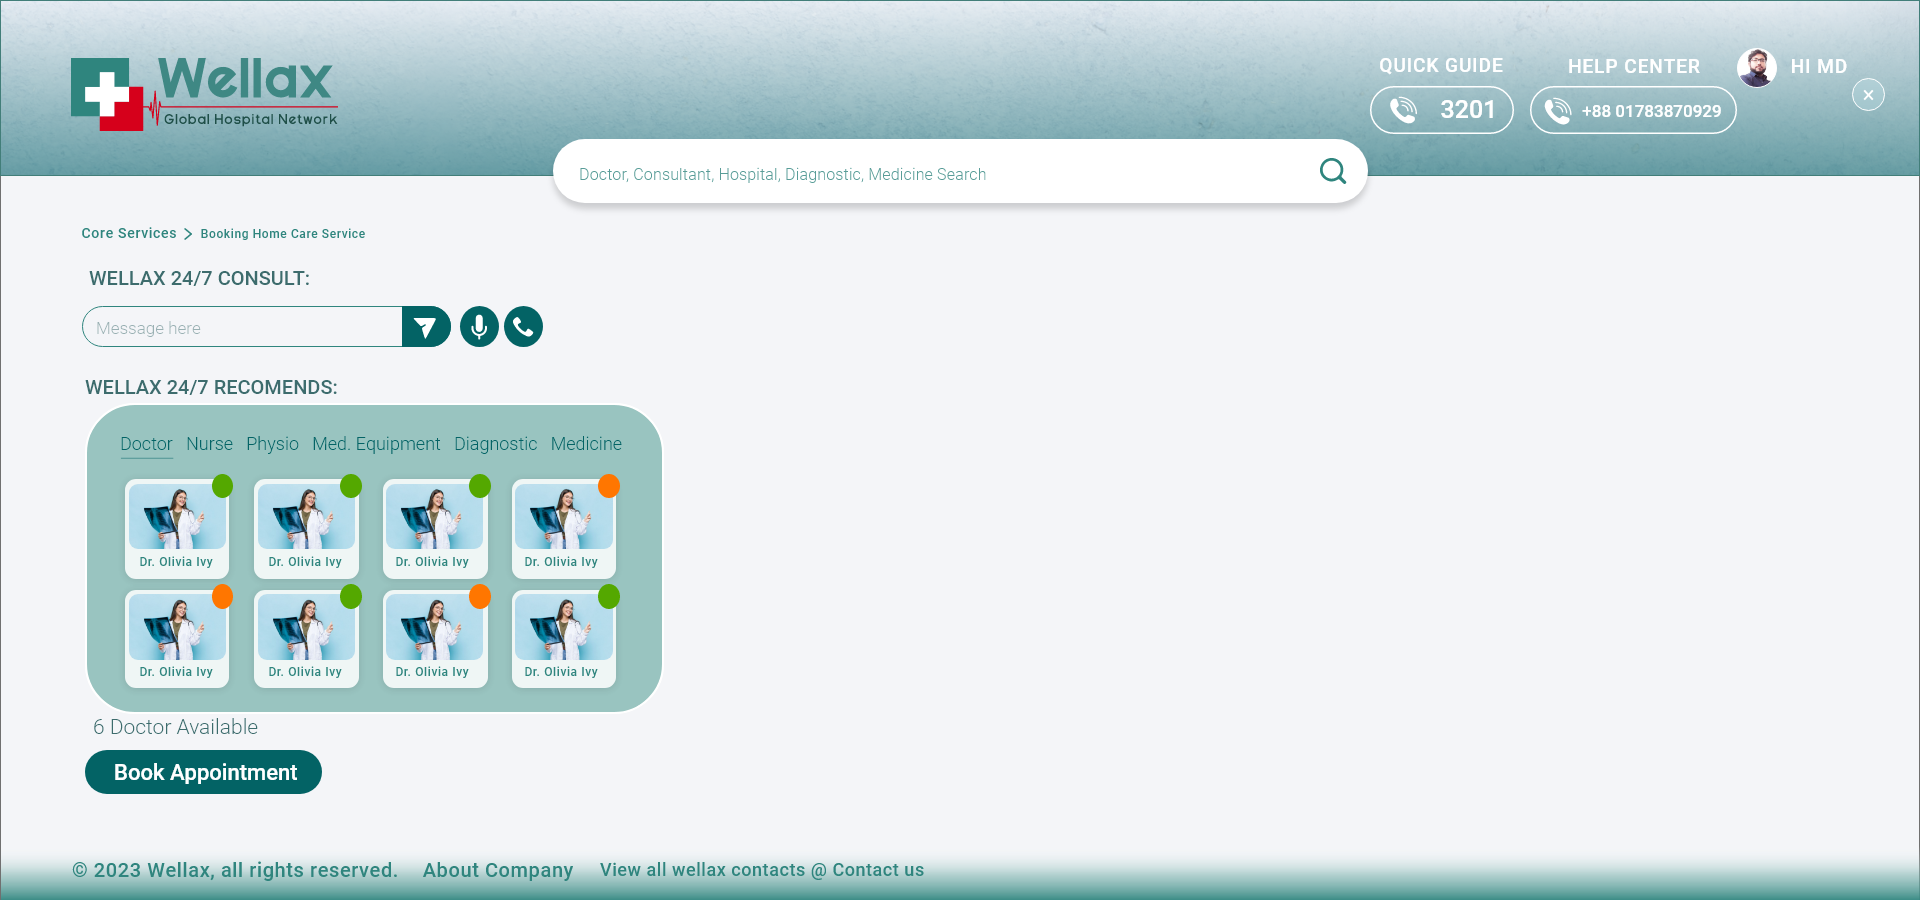 Wellax
Global Hospital Network
QUICK GUIDE
3201
HELP CENTER
+88 01783870929
HI MD
Doctor, Consultant, Hospital, Diagnostic, Medicine Search
Core Services > Booking Home Care Service
WELLAX 24/7 CONSULT:
Message here
WELLAX 24/7 RECOMENDS:
Doctor Nurse Physio Med. Equipment Diagnostic Medicine
Dr. Olivia Ivy Dr. Olivia Ivy Dr. Olivia Ivy Dr. Olivia Ivy
Dr. Olivia Ivy Dr. Olivia Ivy Dr. Olivia Ivy Dr. Olivia Ivy
6 Doctor Available
Book Appointment
© 2023 Wellax, all rights reserved. About Company View all wellax contacts @ Contact us